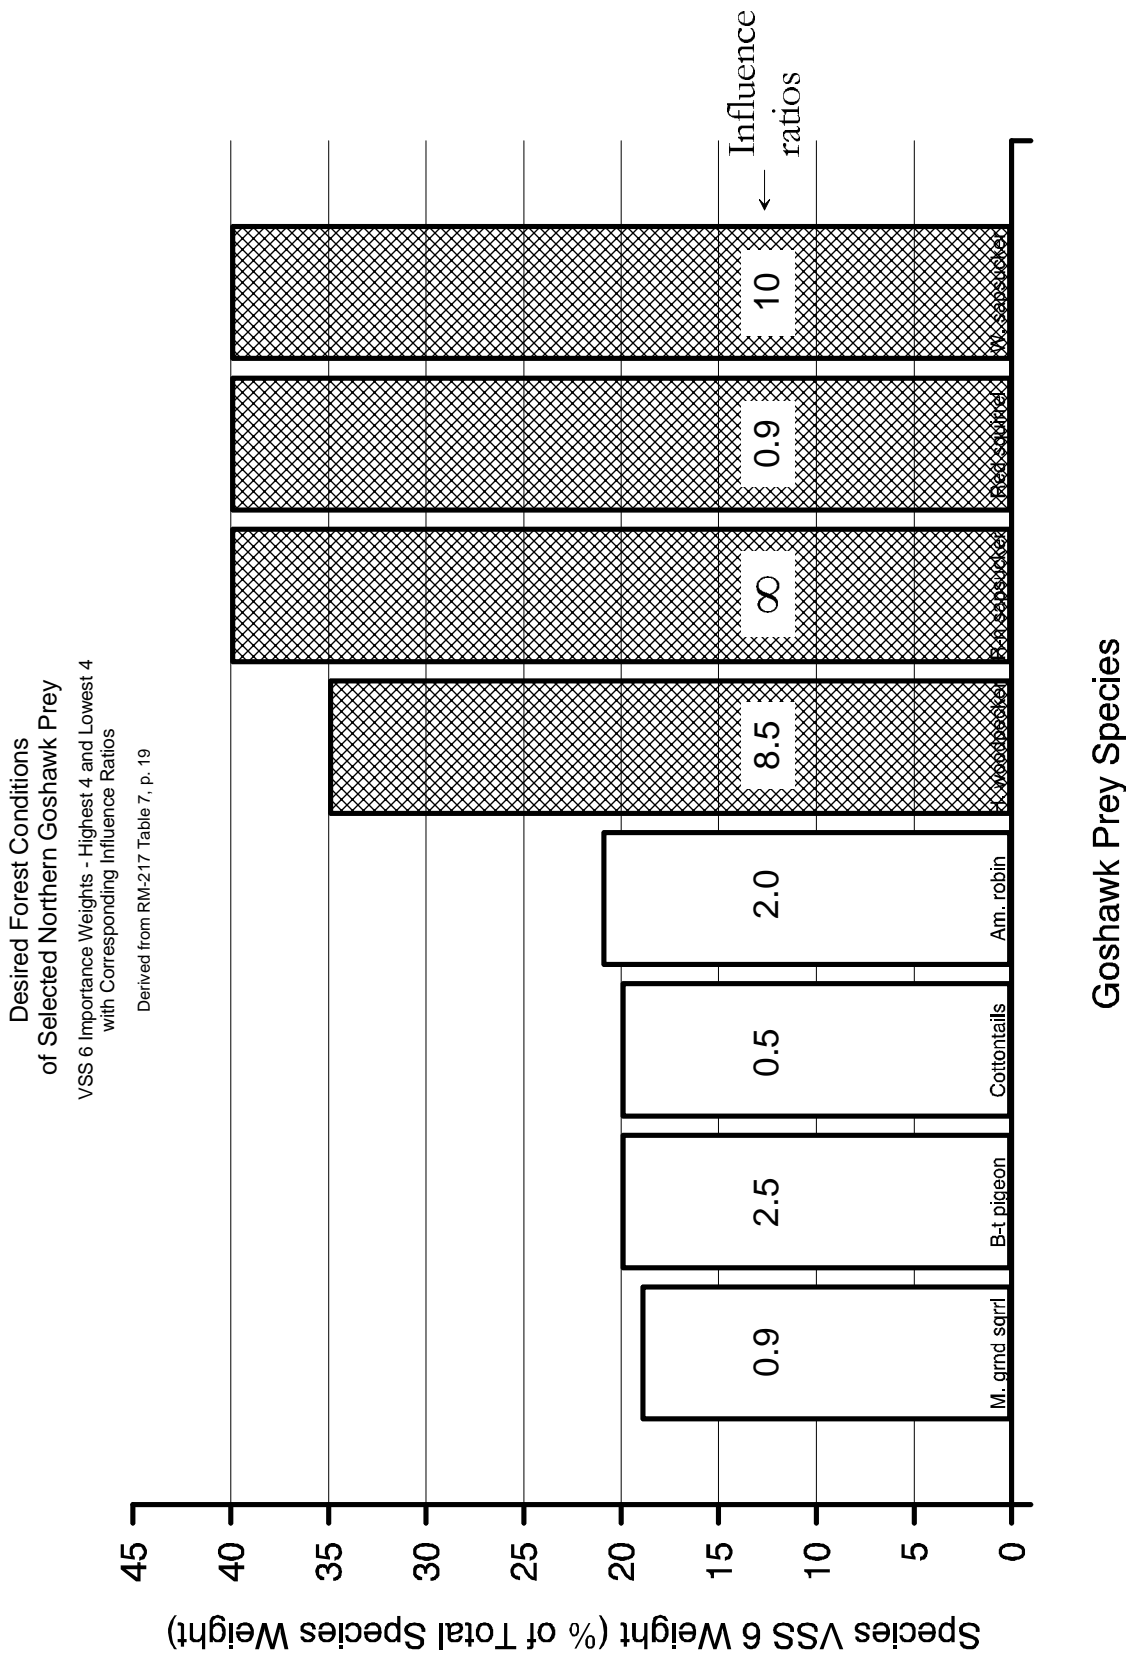 Desired Forest Conditions
of Selected Northern Goshawk Prey
VSS 6 Importance Weights - Highest 4 and Lowest 4
with Corresponding Influence Ratios
Derived from RM-217 Table 7, p. 19
Species VSS 6 Weight (% of Total Species Weight)
45
40
35
30
25
20
15
10
5
0
0.9
2.5
0.5
2.0
8.5
∞
0.9
10
← Influence
ratios
M. grnd sqrrl
B-t pigeon
Cottontails
Am. robin
H. Woodpecker
R-n sapsucker
Red squirrel
W. sapsucker
Goshawk Prey Species